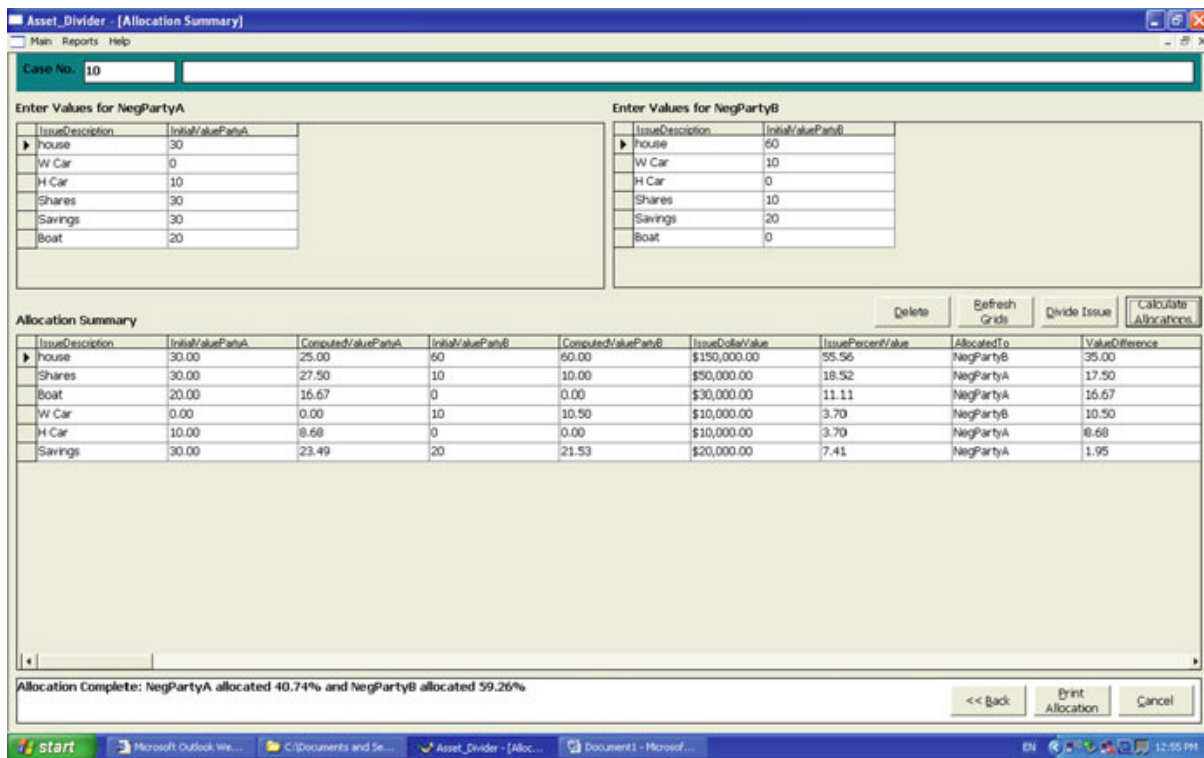 Asset_Divider - [Allocation Summary]
Main Reports Help
Case No. 10
Enter Values for NegPartyA
IssueDescription InitialValuePartyA
house 30
W Car 0
H Car 10
Shares 30
Savings 30
Boat 20
Enter Values for NegPartyB
IssueDescription InitialValuePartyB
house 60
W Car 10
H Car 0
Shares 10
Savings 20
Boat 0
Delete Refresh Grids Divide Issue Calculate Allocations
Allocation Summary
IssueDescription InitialValuePartyA ComputedValuePartyA InitialValuePartyB ComputedValuePartyB IssueDollarValue IssuePercentValue AllocatedTo ValueDifference
house 30.00 25.00 60 60.00 $150,000.00 55.56 NegPartyB 35.00
Shares 30.00 27.50 10 10.00 $50,000.00 18.52 NegPartyA 17.50
Boat 20.00 16.67 0 0.00 $30,000.00 11.11 NegPartyA 16.67
W Car 0.00 0.00 10 10.50 $10,000.00 3.70 NegPartyB 10.50
H Car 10.00 8.68 0 0.00 $10,000.00 3.70 NegPartyA 8.68
Savings 30.00 23.49 20 21.53 $20,000.00 7.41 NegPartyA 1.95
Allocation Complete: NegPartyA allocated 40.74% and NegPartyB allocated 59.26%
<< Back Print Allocation Cancel
start Microsoft Outlook We... C:\Documents and Se... Asset_Divider - [Alloc... Document1 - Microsof... EN 12:55 PM